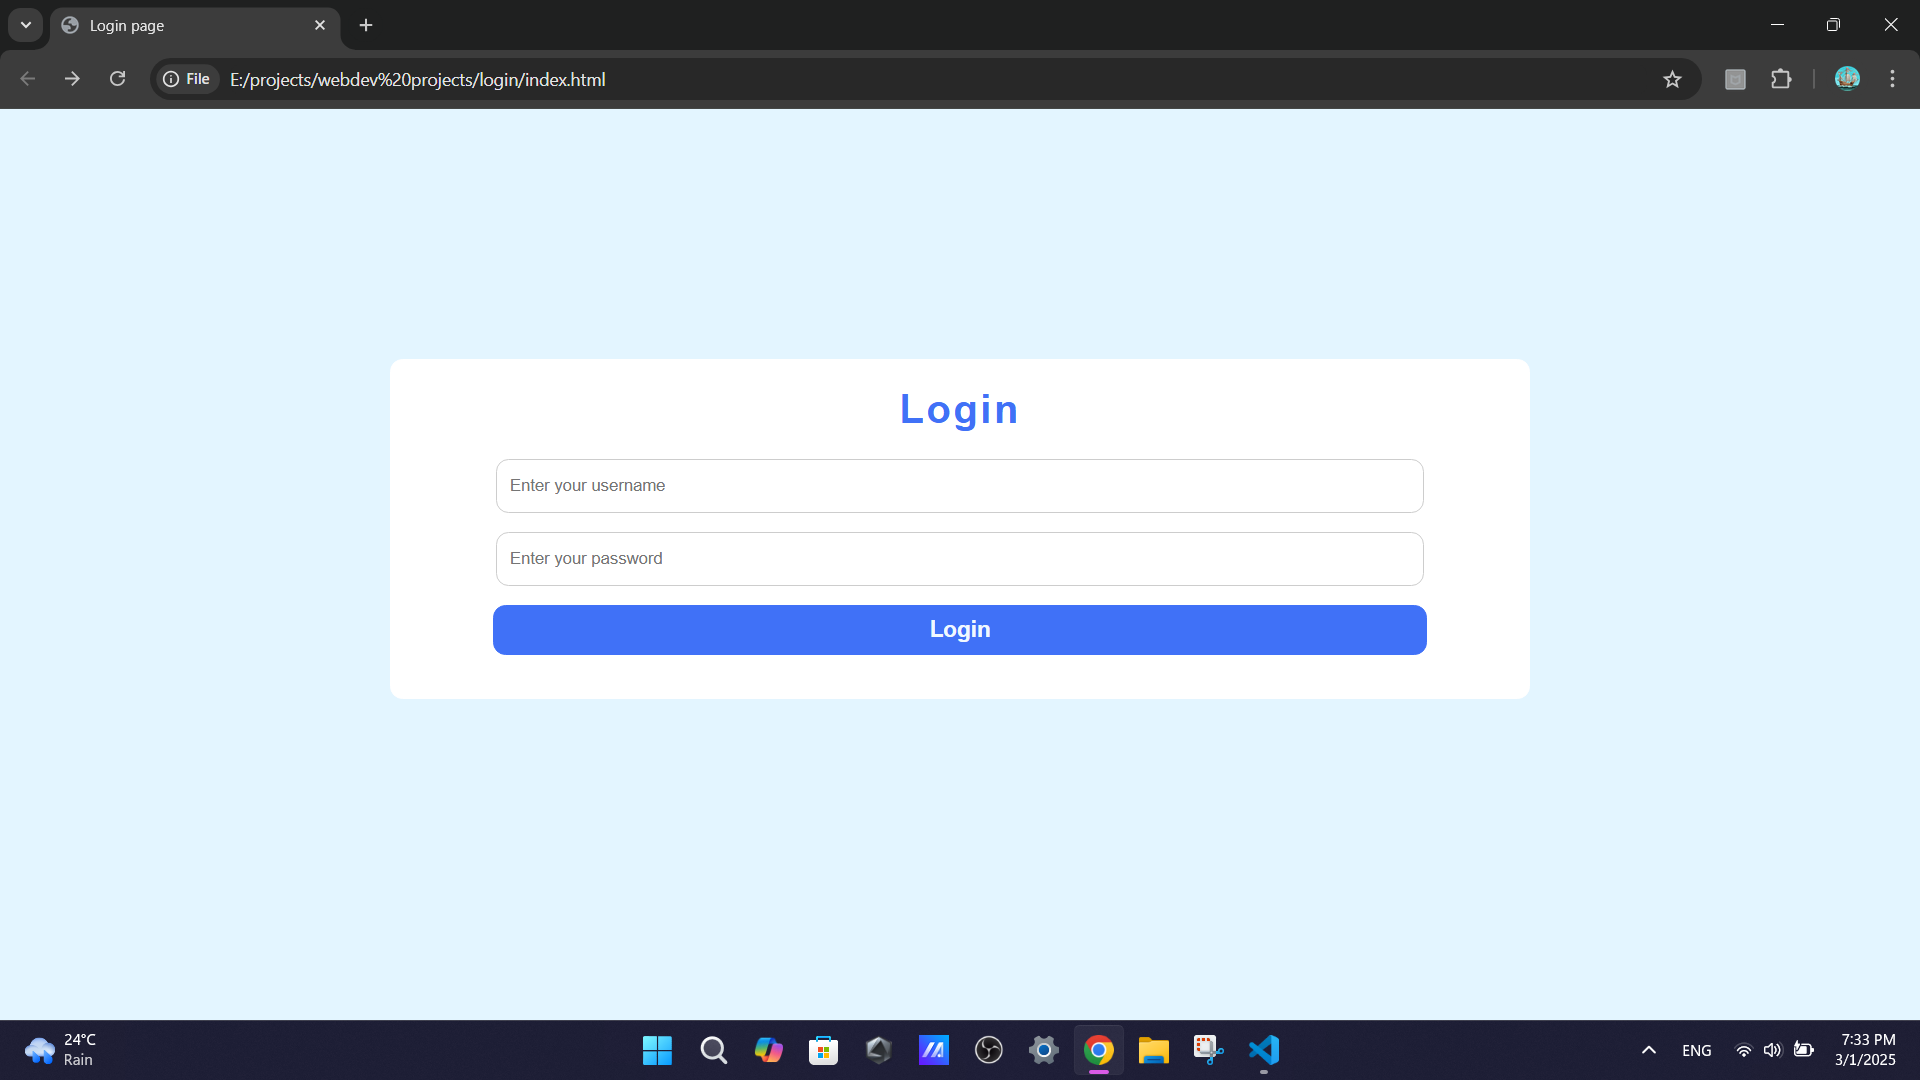 Login page
File
E:/projects/webdev%20projects/login/index.html
Login
Enter your username
Enter your password
Login
24°C
Rain
ENG
7:33 PM
3/1/2025